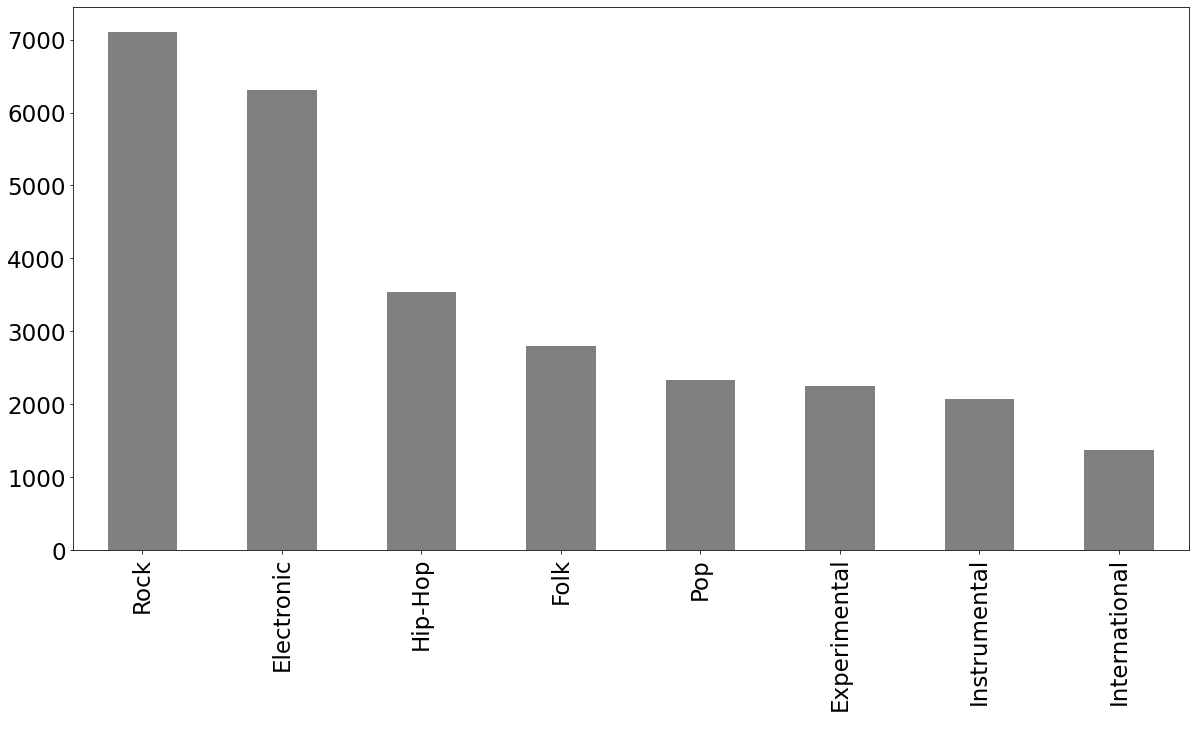 7000
6000
5000
4000
3000
2000
1000
0
Rock
Electronic
Hip-Hop
Folk
Pop
Experimental
Instrumental
International